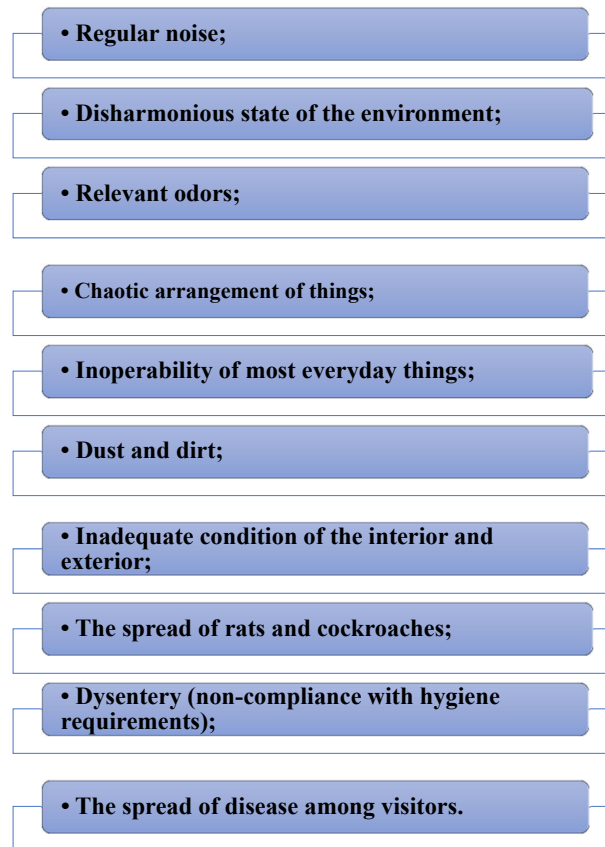 • Regular noise;
• Disharmonious state of the environment;
• Relevant odors;
• Chaotic arrangement of things;
• Inoperability of most everyday things;
• Dust and dirt;
• Inadequate condition of the interior and
exterior;
• The spread of rats and cockroaches;
• Dysentery (non-compliance with hygiene
requirements);
• The spread of disease among visitors.